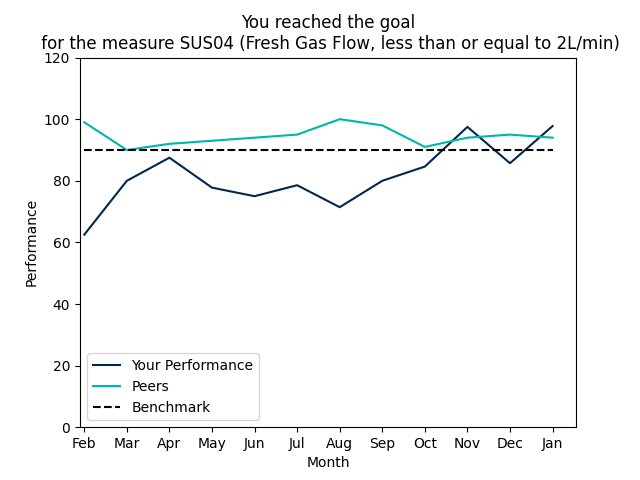 You reached the goal
for the measure SUS04 (Fresh Gas Flow, less than or equal to 2L/min)
120
100
80
60
40
20
0
Performance
Your Performance
Peers
Benchmark
Feb Mar Apr May Jun Jul Aug Sep Oct Nov Dec Jan
Month